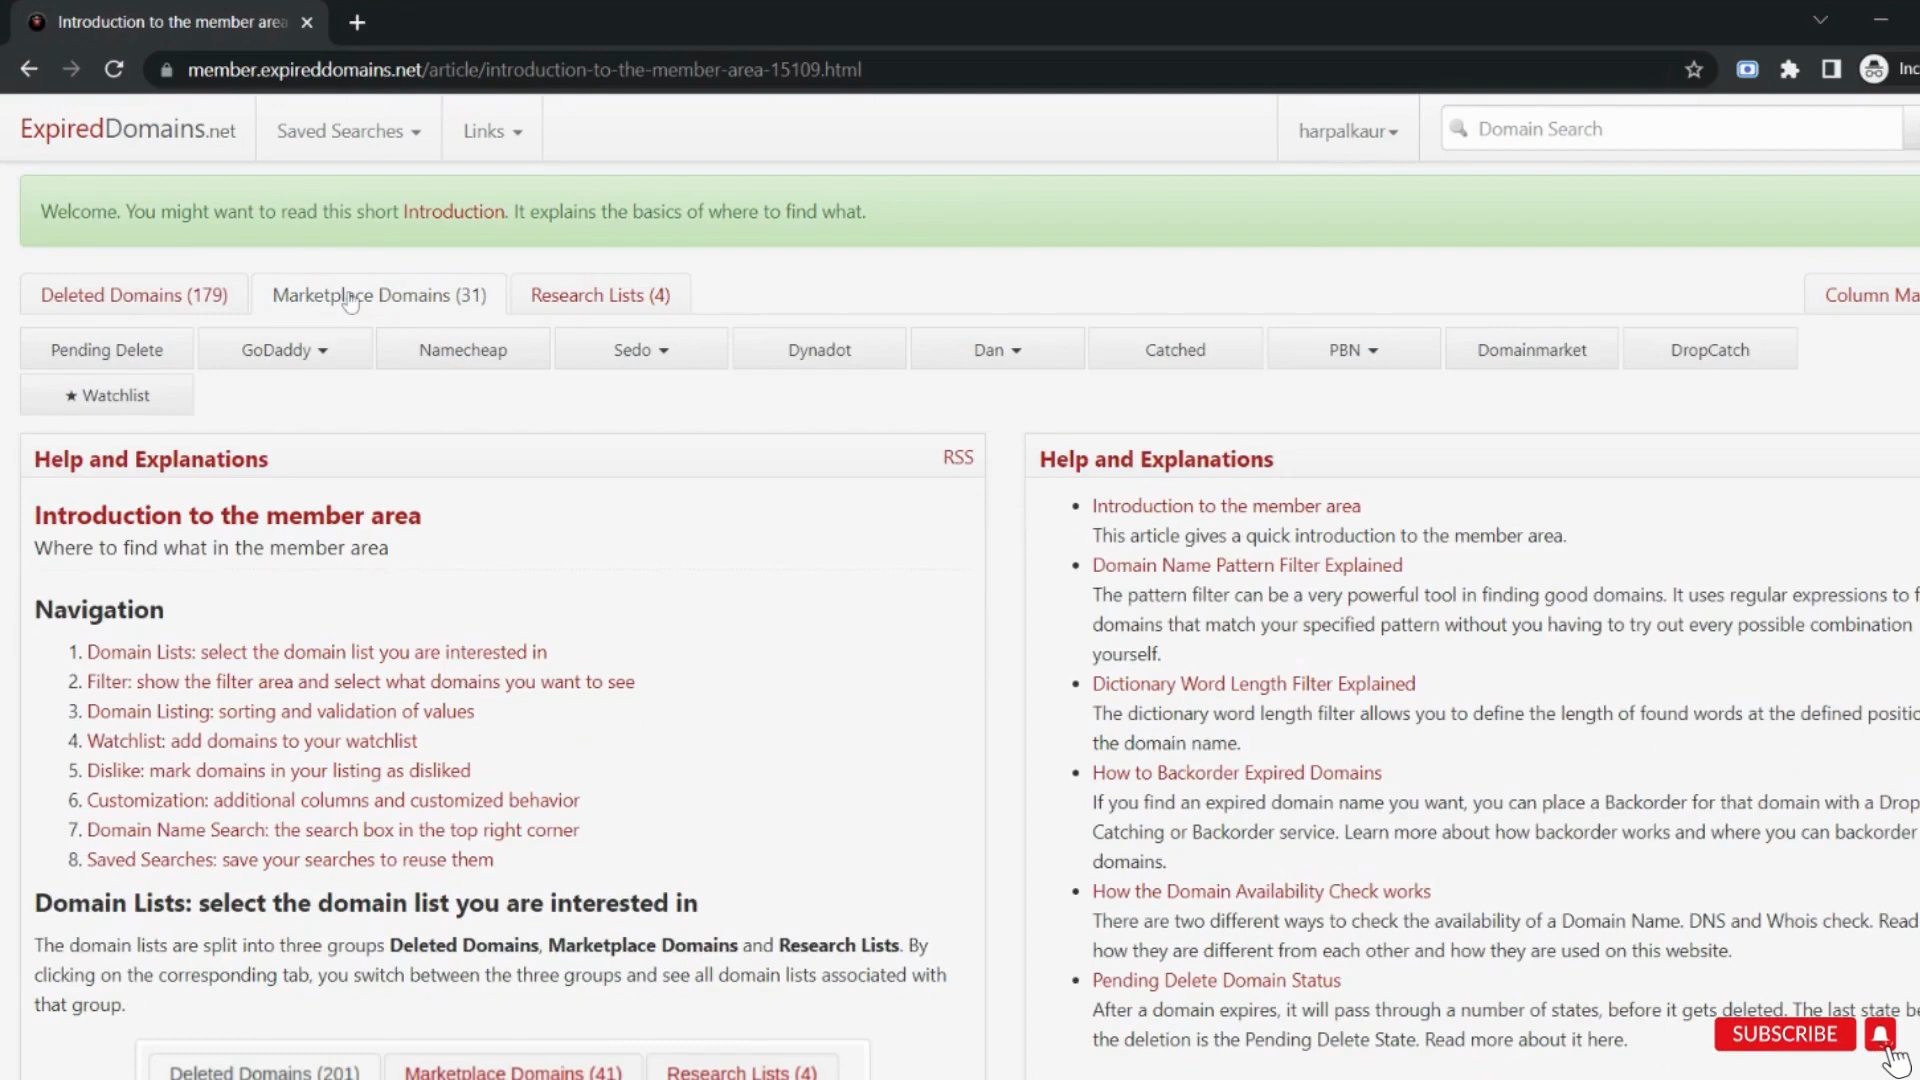 Introduction to the member area
member.expireddomains.net/article/introduction-to-the-member-area-15109.html
Inc
ExpiredDomains.net
Saved Searches
Links
harpalkaur
Domain Search
Welcome. You might want to read this short Introduction. It explains the basics of where to find what.
Deleted Domains (179)
Marketplace Domains (31)
Research Lists (4)
Column Ma
Pending Delete
GoDaddy
Namecheap
Sedo
Dynadot
Dan
Catched
PBN
Domainmarket
DropCatch
★ Watchlist
Help and Explanations
RSS
Introduction to the member area
Where to find what in the member area
Navigation
1. Domain Lists: select the domain list you are interested in
2. Filter: show the filter area and select what domains you want to see
3. Domain Listing: sorting and validation of values
4. Watchlist: add domains to your watchlist
5. Dislike: mark domains in your listing as disliked
6. Customization: additional columns and customized behavior
7. Domain Name Search: the search box in the top right corner
8. Saved Searches: save your searches to reuse them
Domain Lists: select the domain list you are interested in
The domain lists are split into three groups Deleted Domains, Marketplace Domains and Research Lists. By
clicking on the corresponding tab, you switch between the three groups and see all domain lists associated with
that group.
Deleted Domains (201)
Marketplace Domains (41)
Research Lists (4)
Help and Explanations
• Introduction to the member area
This article gives a quick introduction to the member area.
• Domain Name Pattern Filter Explained
The pattern filter can be a very powerful tool in finding good domains. It uses regular expressions to f
domains that match your specified pattern without you having to try out every possible combination
yourself.
• Dictionary Word Length Filter Explained
The dictionary word length filter allows you to define the length of found words at the defined positio
the domain name.
• How to Backorder Expired Domains
If you find an expired domain name you want, you can place a Backorder for that domain with a Drop
Catching or Backorder service. Learn more about how backorder works and where you can backorder
domains.
• How the Domain Availability Check works
There are two different ways to check the availability of a Domain Name. DNS and Whois check. Read
how they are different from each other and how they are used on this website.
• Pending Delete Domain Status
After a domain expires, it will pass through a number of states, before it gets deleted. The last state be
the deletion is the Pending Delete State. Read more about it here.
SUBSCRIBE